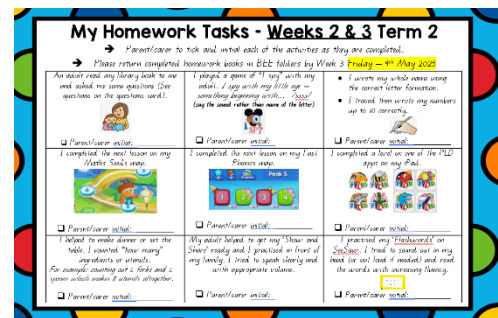 My Homework Tasks - Weeks 2 & 3 Term 2
➔ Parent/carer to tick and initial each of the activities as they are completed.
➔ Please return completed homework books in BEE folders by Week 3 Friday – 9th May 2025
An adult read my library book to me
and asked me some questions (See
questions on the questions card).
❑ Parent/carer initial:
I played a game of "I spy" with my
adult. I spy with my little eye –
something beginning with... /ssss/
(say the sound rather than name of the letter)
❑ Parent/carer initial:
• I wrote my whole name using
the correct letter formation.
• I traced then wrote my numbers
up to 10 correctly.
❑ Parent/carer initial:
I completed the next lesson on my
Maths Seeds map.
❑ Parent/carer initial:
I completed the next lesson on my Fast
Phonics map.
Peak 5
1 2 3 4
❑ Parent/carer initial:
I completed a level on one of the PLD
apps on my iPad.
❑ Parent/carer initial:
I helped to make dinner or set the
table. I counted "how many"
ingredients or utensils.
For example: counting out 4 forks and 4
spoons which makes 8 utensils altogether.
❑ Parent/carer initial:
My adult helped to get my 'Show and
Share' ready and I practised in front of
my family. I try to speak clearly and
with appropriate volume.
❑ Parent/carer initial:
I practised my 'Flashwords' on
SeeSaw. I tried to sound out in my
head (or out loud if needed) and read
the words with increasing fluency.
❑ Parent/carer initial: